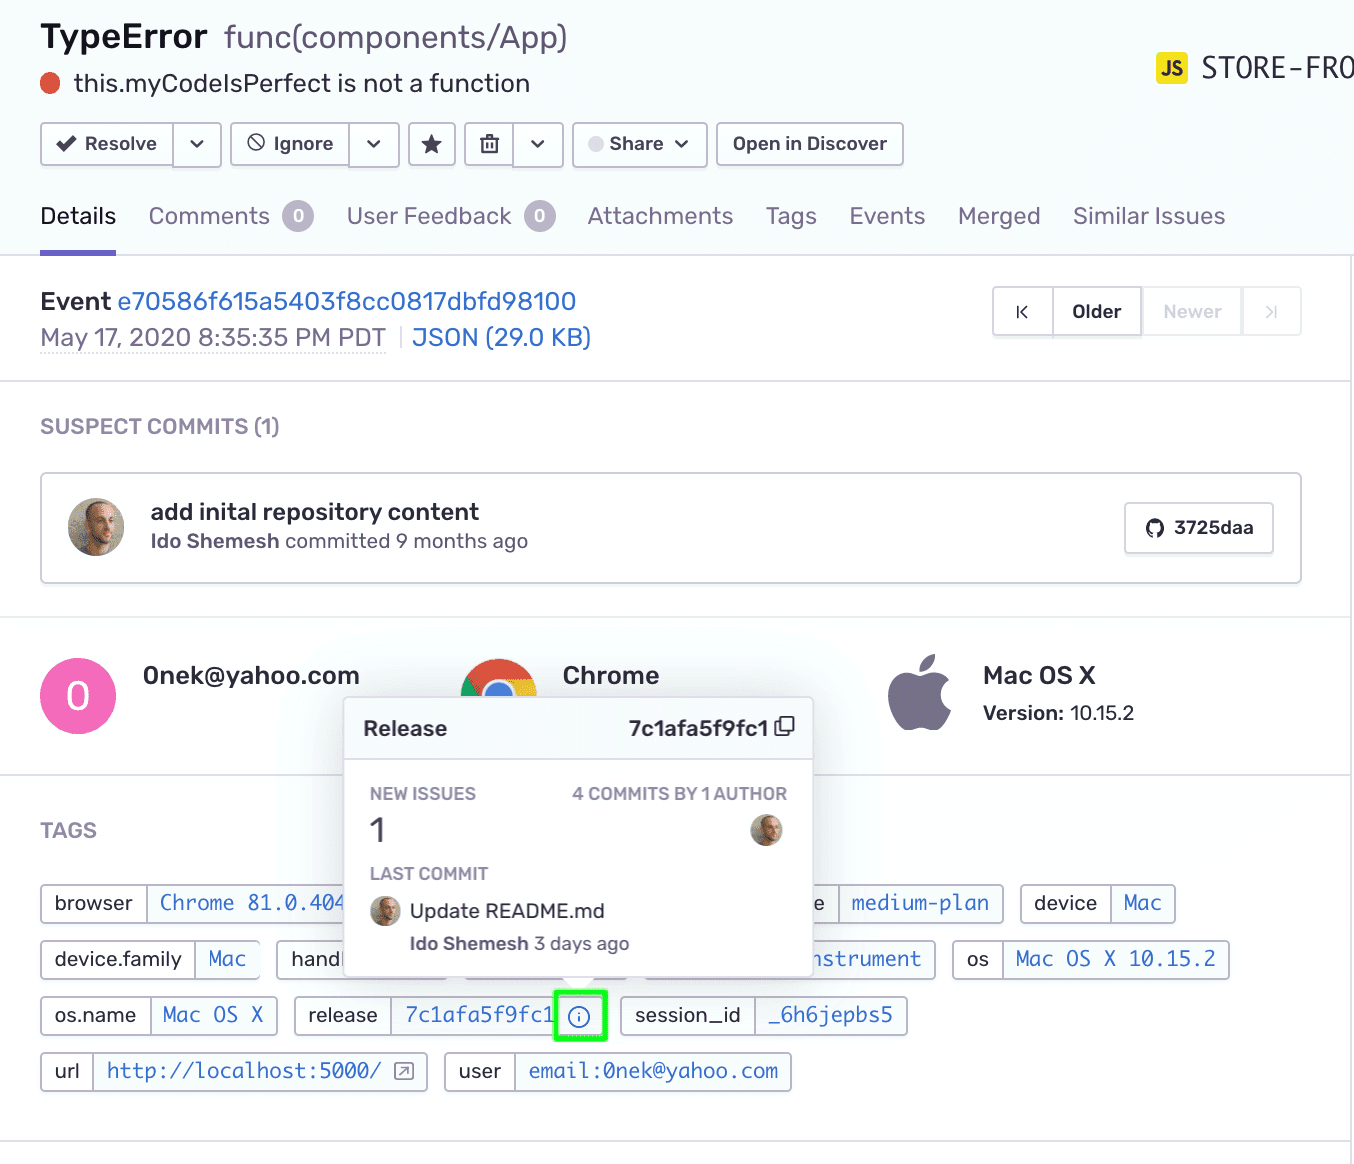 TypeError func(components/App)
this.myCodeIsPerfect is not a function
JS STORE-FRO
Resolve Ignore Share Open in Discover
Details Comments 0 User Feedback 0 Attachments Tags Events Merged Similar Issues
Event e70586f615a5403f8cc0817dbfd98100
May 17, 2020 8:35:35 PM PDT JSON (29.0 KB)
Older Newer
SUSPECT COMMITS (1)
add inital repository content
Ido Shemesh committed 9 months ago
3725daa
0 0nek@yahoo.com
Chrome
Mac OS X
Version: 10.15.2
Release 7c1afa5f9fc1
NEW ISSUES 4 COMMITS BY 1 AUTHOR
1
LAST COMMIT
Update README.md
Ido Shemesh 3 days ago
TAGS
browser Chrome 81.0.404 e medium-plan device Mac
device.family Mac hand nstrument os Mac OS X 10.15.2
os.name Mac OS X release 7c1afa5f9fc1 session_id _6h6jepbs5
url http://localhost:5000/ user email:0nek@yahoo.com